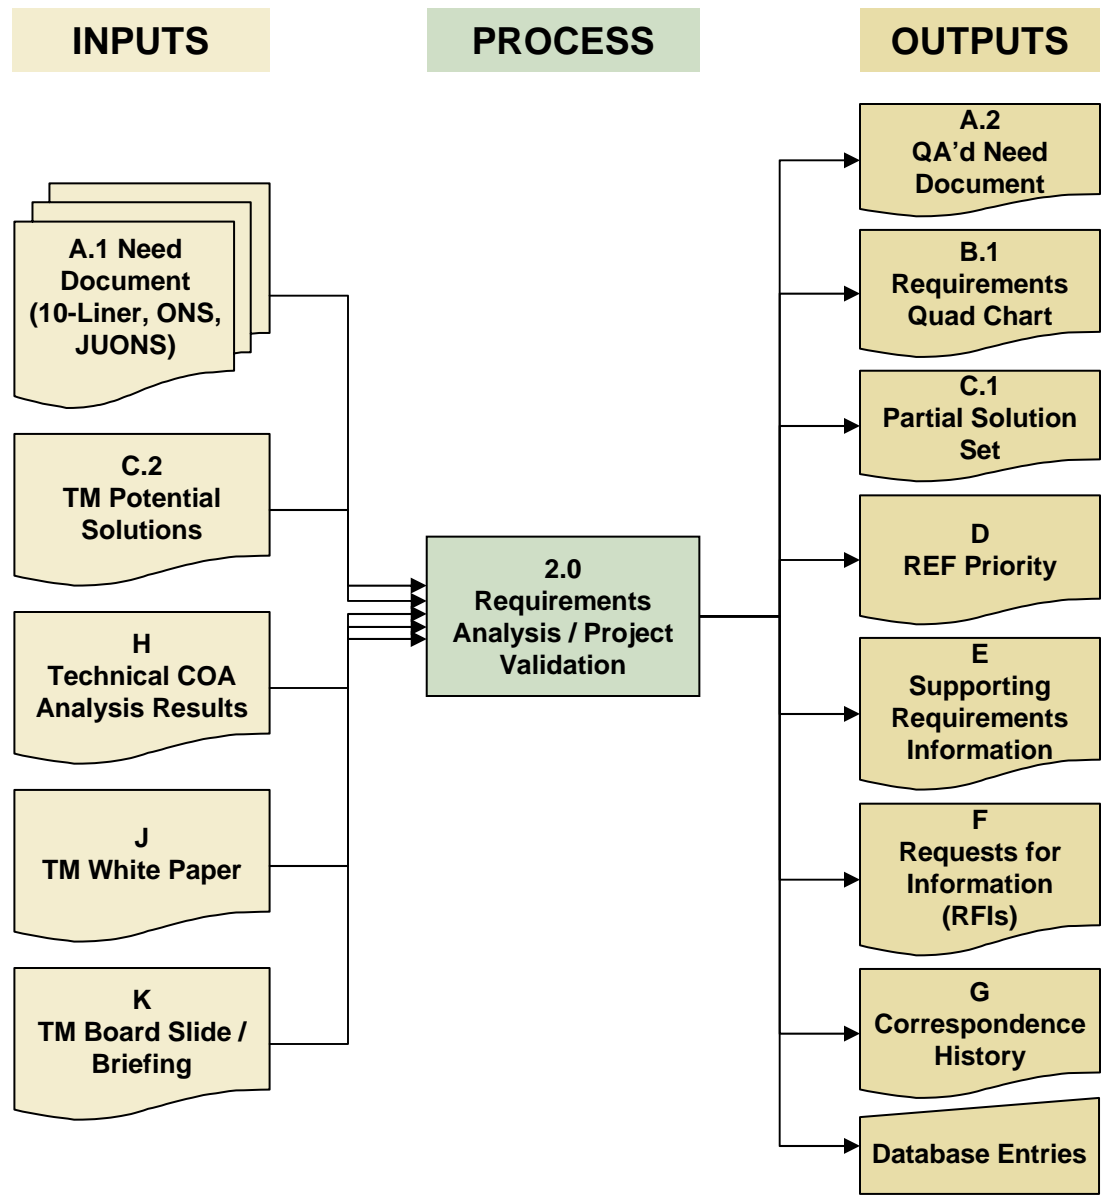 INPUTS
PROCESS
OUTPUTS
A.1 Need
Document
(10-Liner, ONS,
JUONS)
C.2
TM Potential
Solutions
H
Technical COA
Analysis Results
J
TM White Paper
K
TM Board Slide /
Briefing
2.0
Requirements
Analysis / Project
Validation
A.2
QA’d Need
Document
B.1
Requirements
Quad Chart
C.1
Partial Solution
Set
D
REF Priority
E
Supporting
Requirements
Information
F
Requests for
Information
(RFIs)
G
Correspondence
History
Database Entries